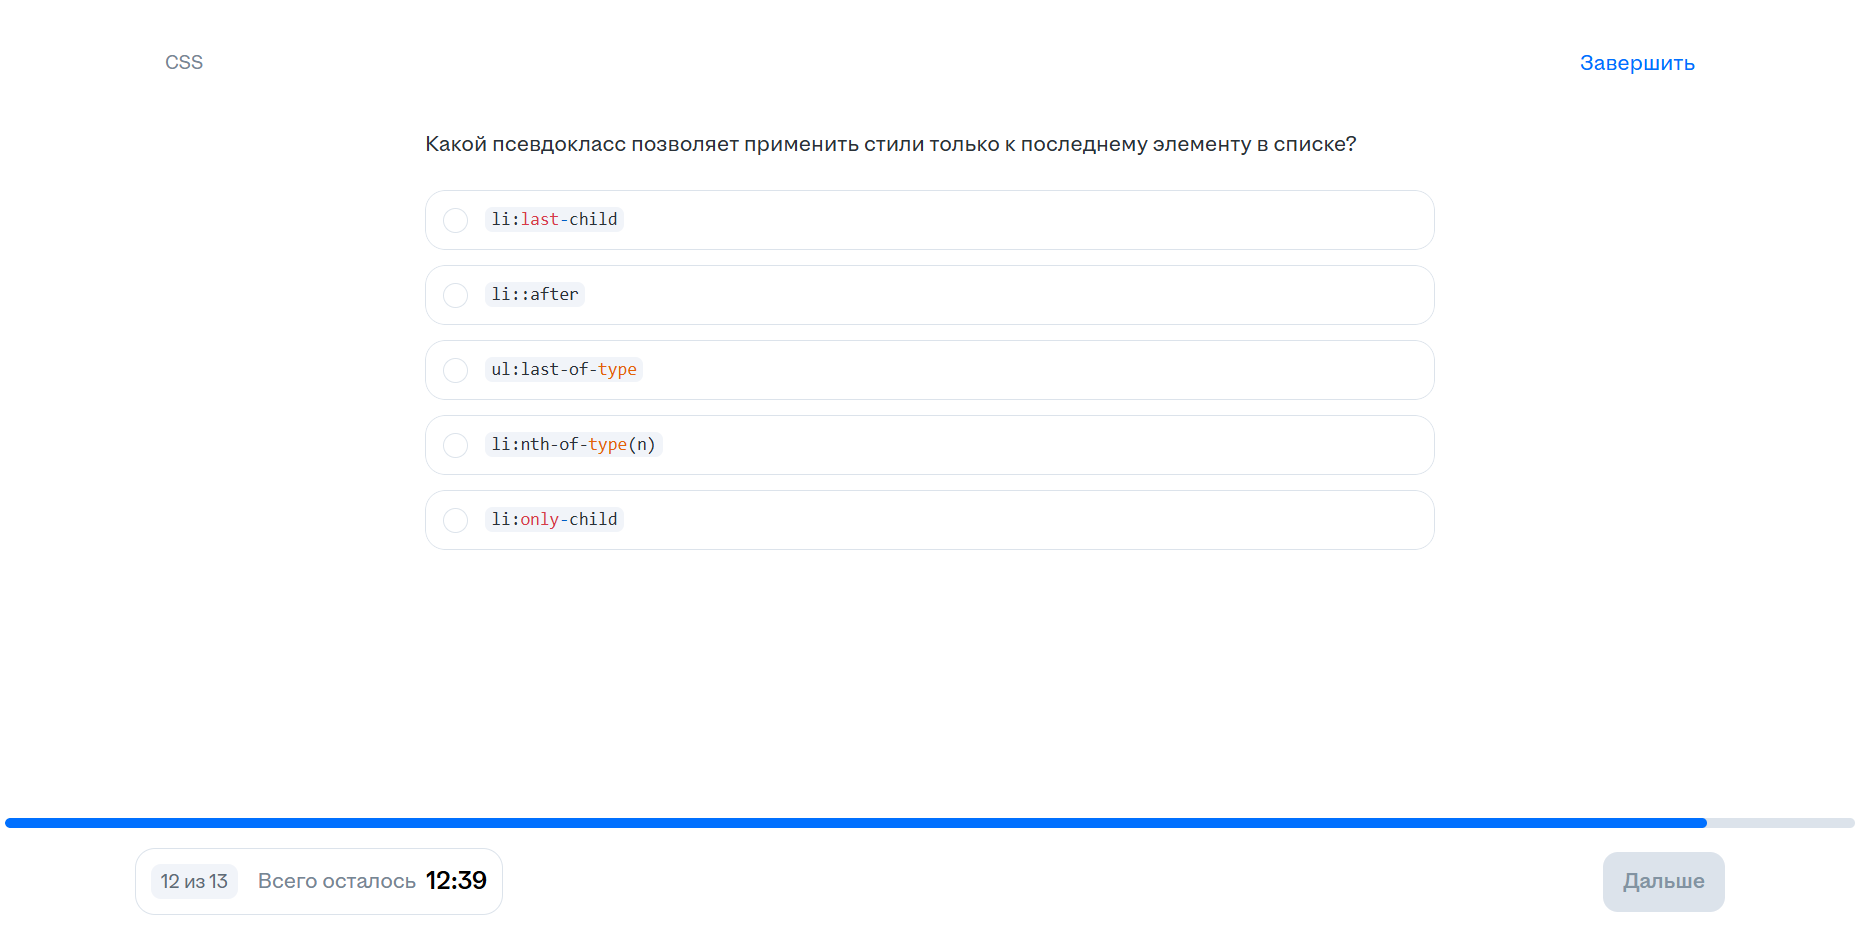 CSS
Завершить
Какой псевдокласс позволяет применить стили только к последнему элементу в списке?
li:last-child
li::after
ul:last-of-type
li:nth-of-type(n)
li:only-child
12 из 13 Всего осталось 12:39
Дальше